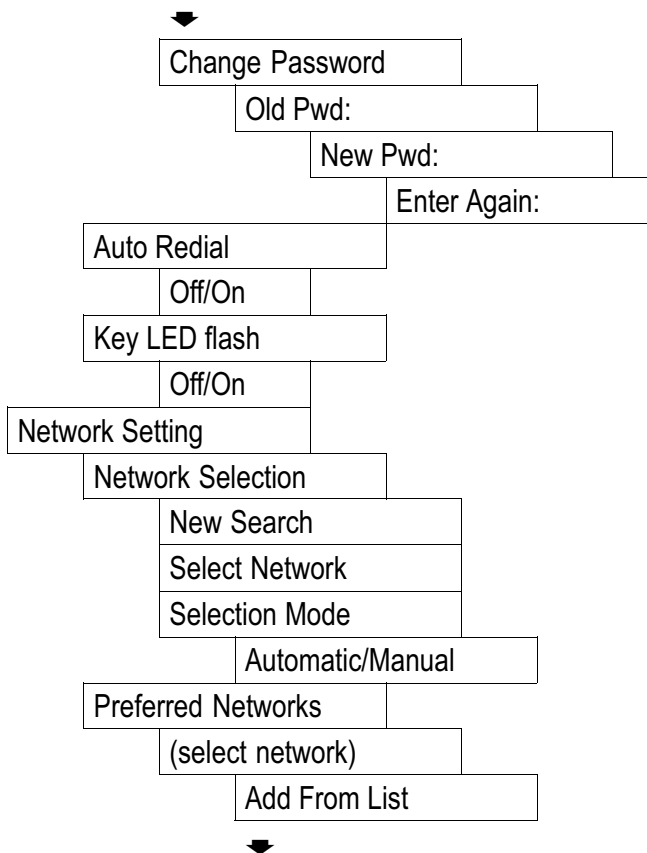 Change Password
Old Pwd:
New Pwd:
Enter Again:
Auto Redial
Off/On
Key LED flash
Off/On
Network Setting
Network Selection
New Search
Select Network
Selection Mode
Automatic/Manual
Preferred Networks
(select network)
Add From List